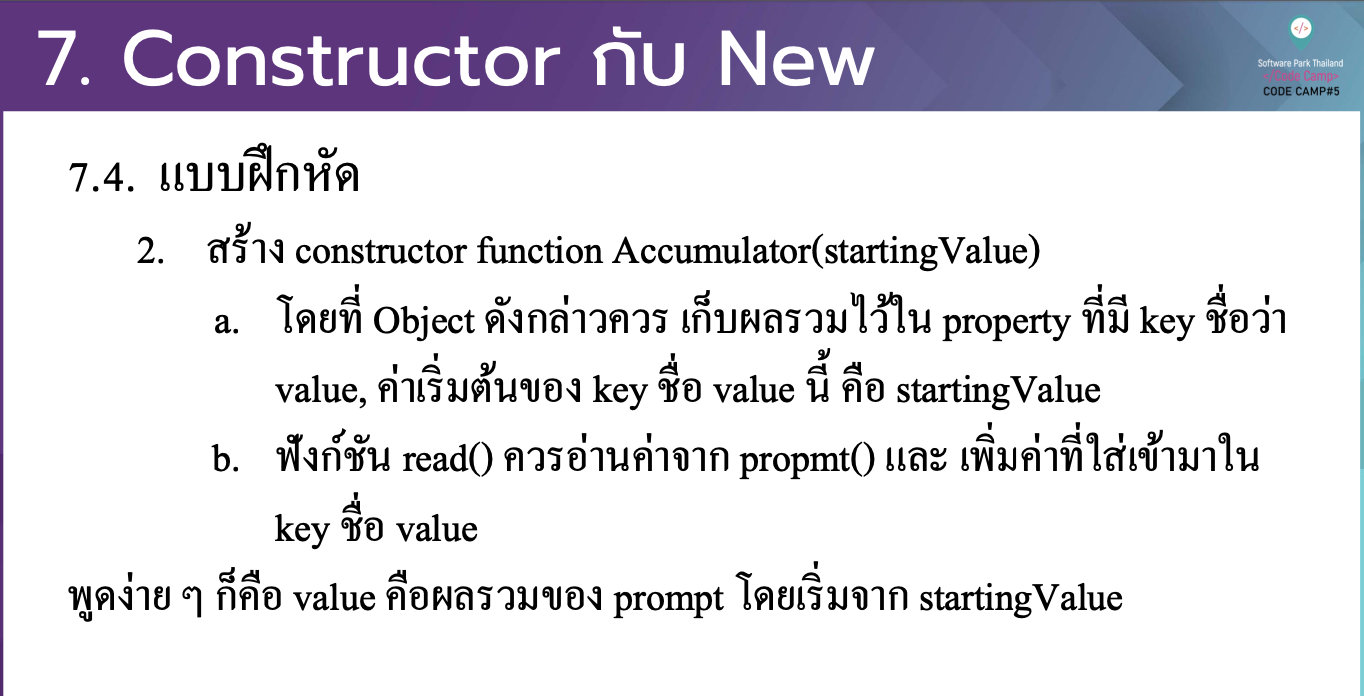 7. Constructor กับ New
Software Park Thailand
</Code Camp>
CODE CAMP#5
7.4. แบบฝึกหัด
2. สร้าง constructor function Accumulator(startingValue)
a. โดยที่ Object ดังกล่าวควร เก็บผลรวมไว้ใน property ที่มี key ชื่อว่า
value, ค่าเริ่มต้นของ key ชื่อ value นี้ คือ startingValue
b. ฟังก์ชัน read() ควรอ่านค่าจาก propmt() และ เพิ่มค่าที่ใส่เข้ามาใน
key ชื่อ value
พูดง่าย ๆ ก็คือ value คือผลรวมของ prompt โดยเริ่มจาก startingValue